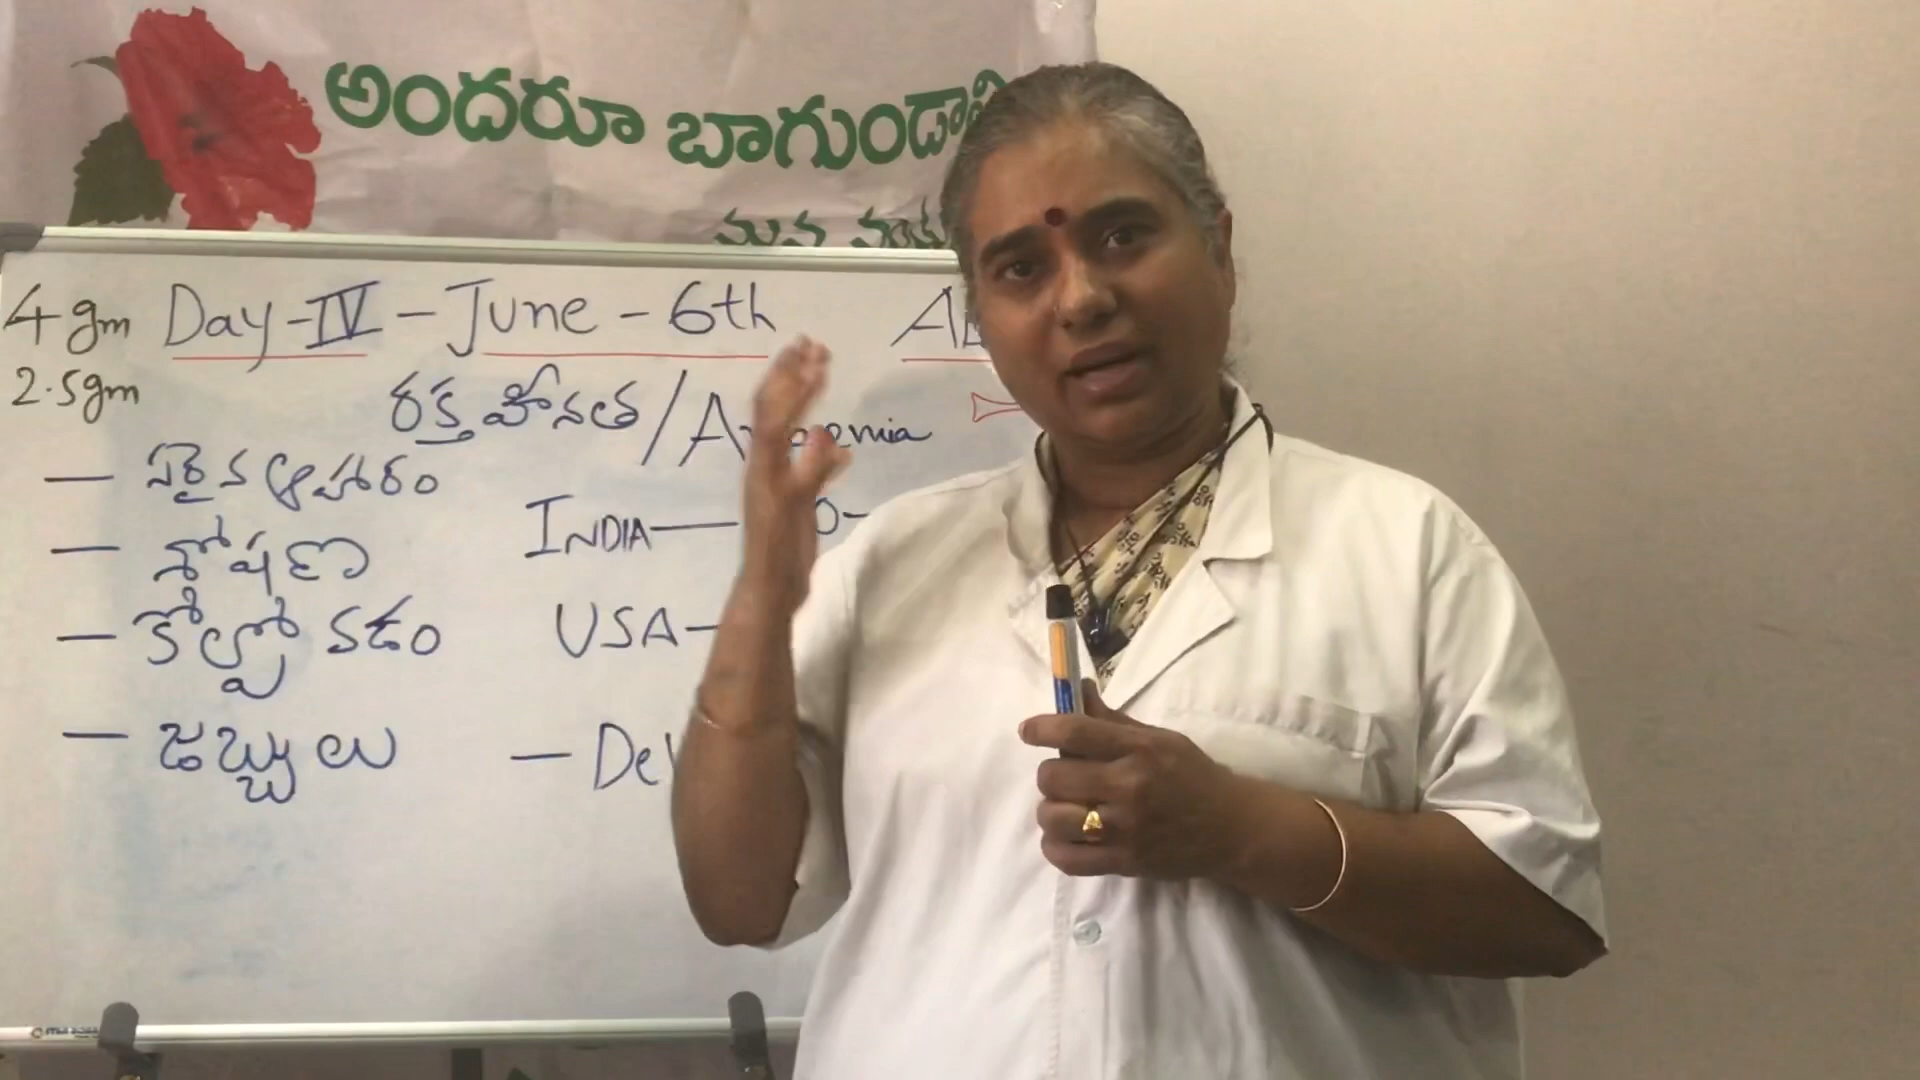 అందరూ బాగుండాలి
మన
4 gm Day-IV - June - 6th
2.5gm
రక్తహీనత /
— సరైన ఆహారం
INDIA —
— శోషణ
USA —
— కోల్పోవడం
— జబ్బులు